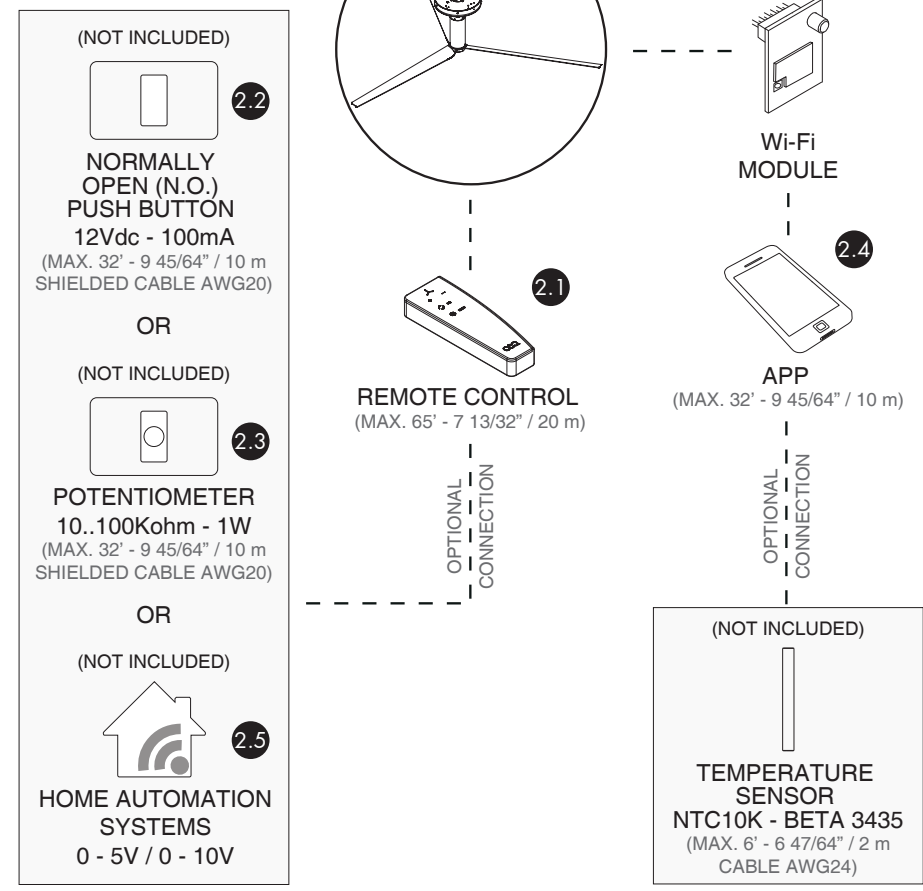 (NOT INCLUDED)
2.2
NORMALLY
OPEN (N.O.)
PUSH BUTTON
12Vdc - 100mA
(MAX. 32' - 9 45/64” / 10 m
SHIELDED CABLE AWG20)
OR
(NOT INCLUDED)
2.3
POTENTIOMETER
10..100Kohm - 1W
(MAX. 32' - 9 45/64” / 10 m
SHIELDED CABLE AWG20)
OR
(NOT INCLUDED)
2.5
HOME AUTOMATION
SYSTEMS
0 - 5V / 0 - 10V
2.1
REMOTE CONTROL
(MAX. 65' - 7 13/32” / 20 m)
OPTIONAL
CONNECTION
Wi-Fi
MODULE
2.4
APP
(MAX. 32' - 9 45/64” / 10 m)
OPTIONAL
CONNECTION
(NOT INCLUDED)
TEMPERATURE
SENSOR
NTC10K - BETA 3435
(MAX. 6' - 6 47/64” / 2 m
CABLE AWG24)